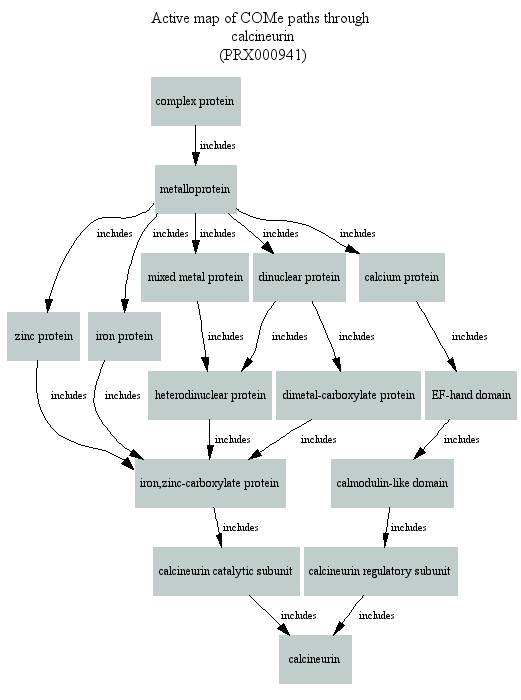 Active map of COMe paths through
calcineurin
(PRX000941)
complex protein
includes
metalloprotein
includes
includes
includes
includes
includes
mixed metal protein
dinuclear protein
calcium protein
zinc protein
iron protein
includes
includes
includes
includes
includes
includes
heterodinuclear protein
dimetal-carboxylate protein
EF-hand domain
includes
includes
includes
iron,zinc-carboxylate protein
calmodulin-like domain
includes
includes
calcineurin catalytic subunit
calcineurin regulatory subunit
includes
includes
calcineurin